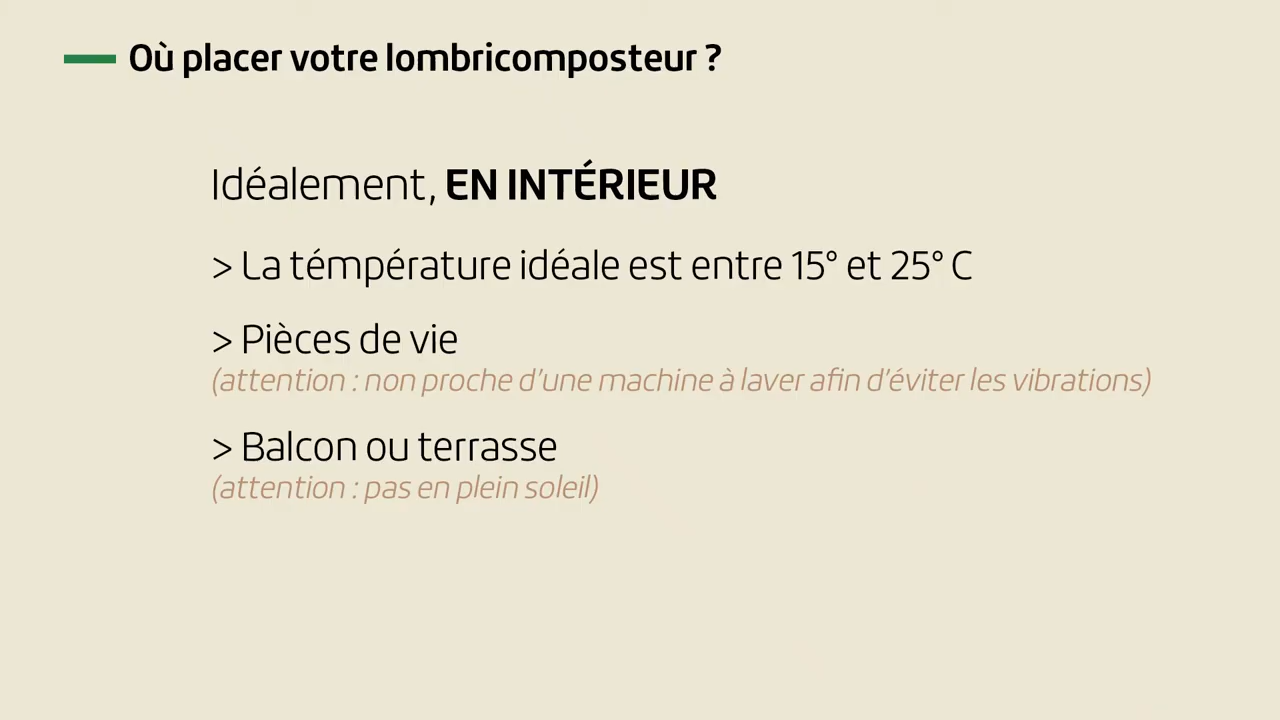 Où placer votre lombricomposteur ?
Idéalement, EN INTÉRIEUR
> La témpérature idéale est entre 15° et 25° C
> Pièces de vie
(attention : non proche d’une machine à laver afin d’éviter les vibrations)
> Balcon ou terrasse
(attention : pas en plein soleil)